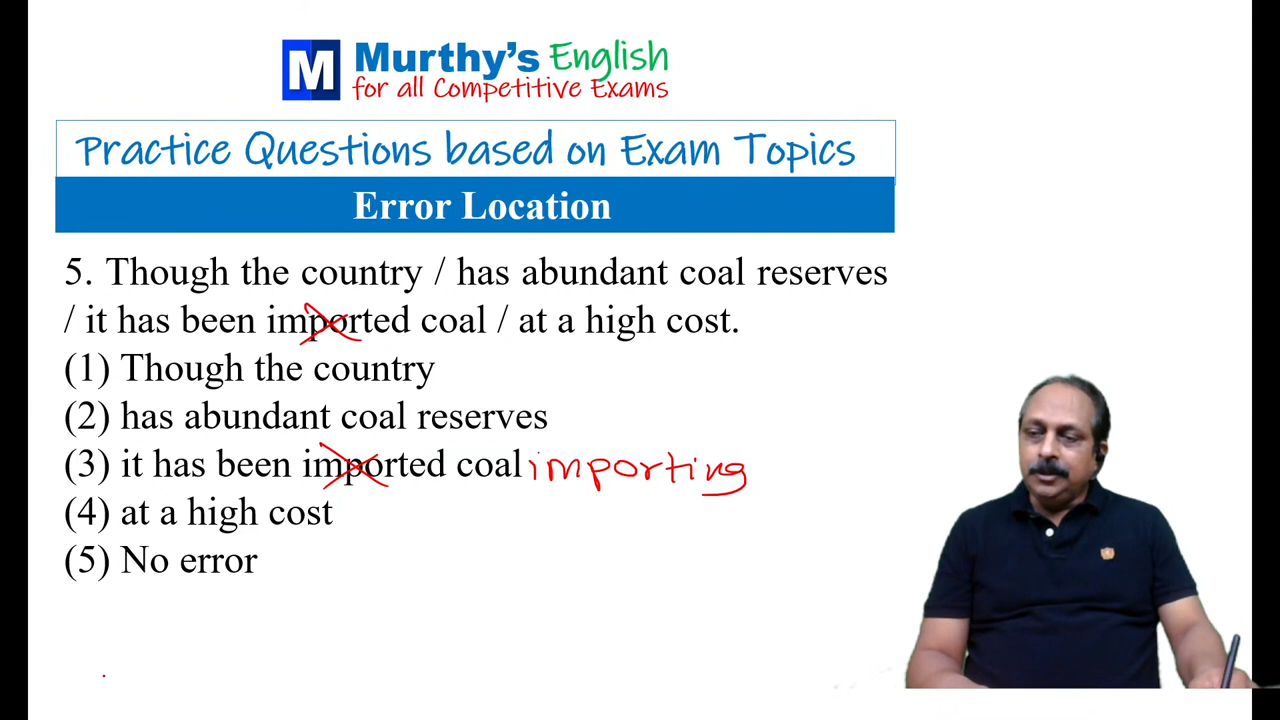 M Murthy's English
for all Competitive Exams
Practice Questions based on Exam Topics
Error Location
5. Though the country / has abundant coal reserves
/ it has been imported coal / at a high cost.
(1) Though the country
(2) has abundant coal reserves
(3) it has been imported coal importing
(4) at a high cost
(5) No error